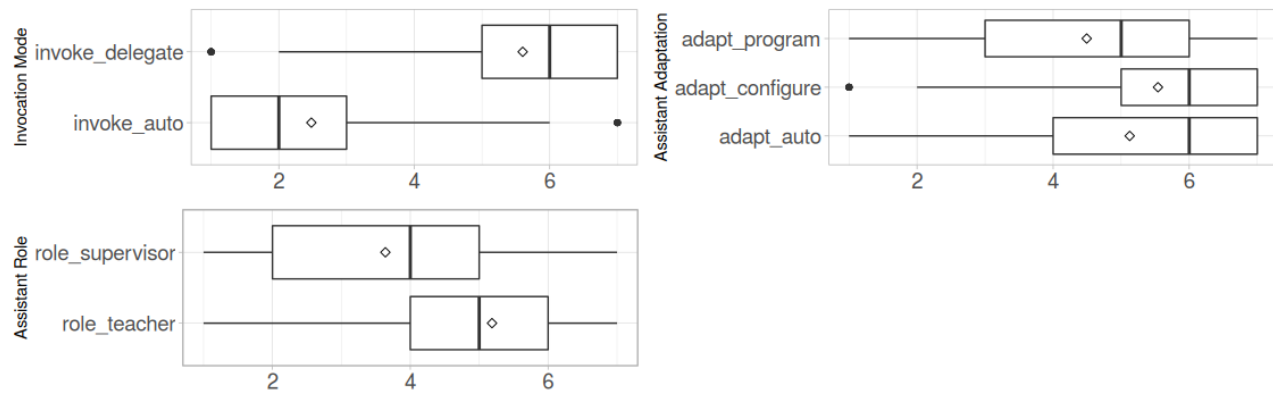 Invocation Mode
invoke_delegate
invoke_auto
2 4 6
Assistant Adaptation
adapt_program
adapt_configure
adapt_auto
2 4 6
Assistant Role
role_supervisor
role_teacher
2 4 6